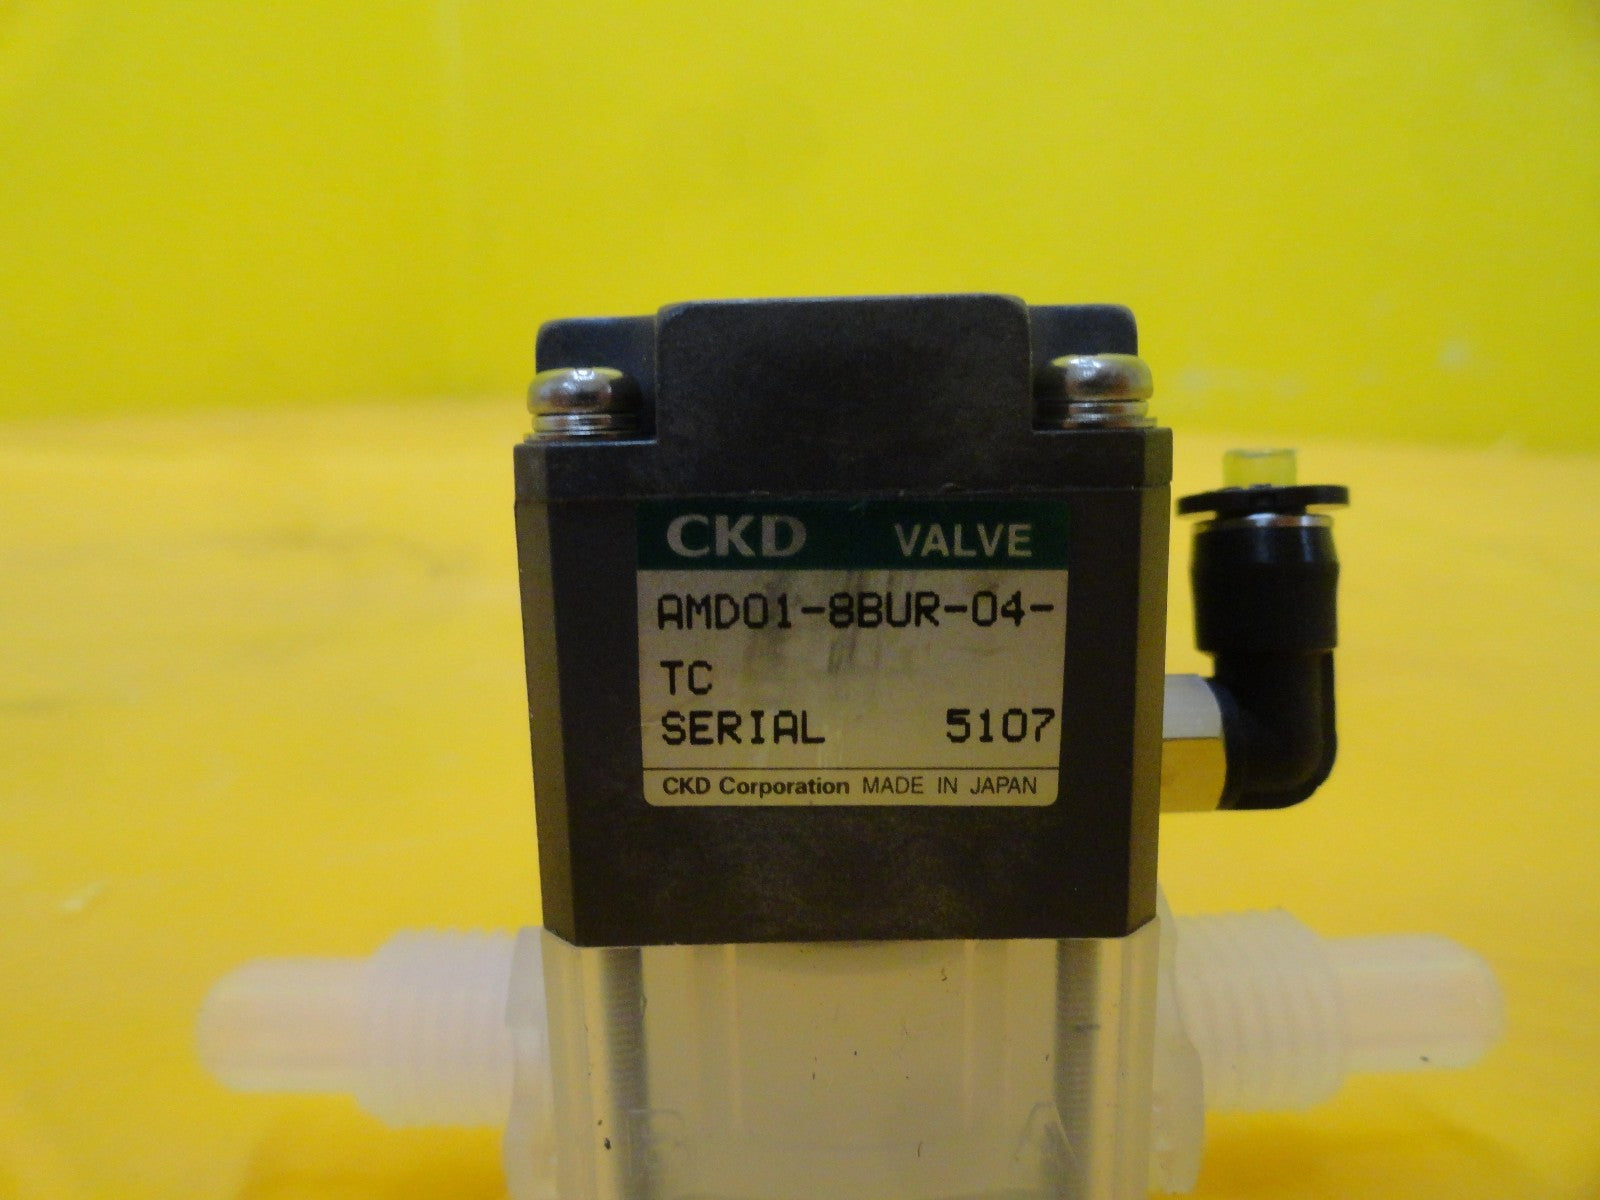 CKD VALVE
AMD01-8BUR-04-
TC
SERIAL 5107
CKD Corporation MADE IN JAPAN